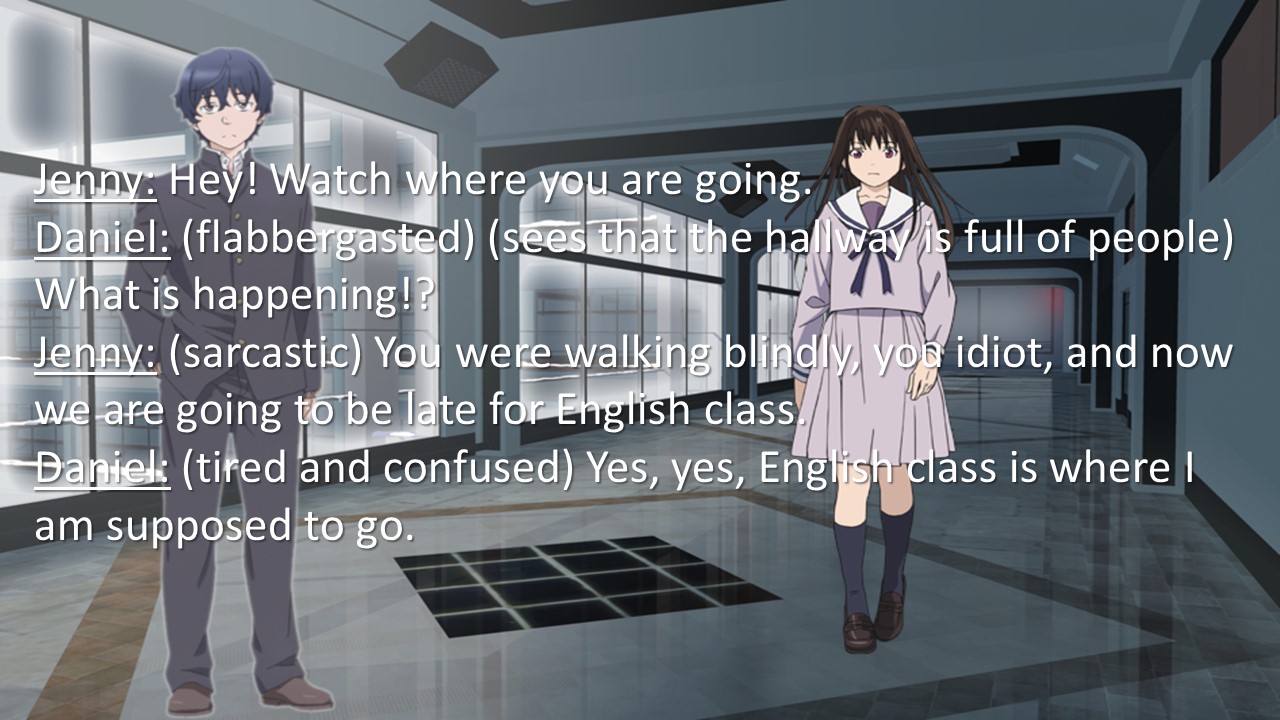 Jenny: Hey! Watch where you are going.
Daniel: (flabbergasted) (sees that the hallway is full of people)
What is happening!?
Jenny: (sarcastic) You were walking blindly, you idiot, and now
we are going to be late for English class.
Daniel: (tired and confused) Yes, yes, English class is where I
am supposed to go.